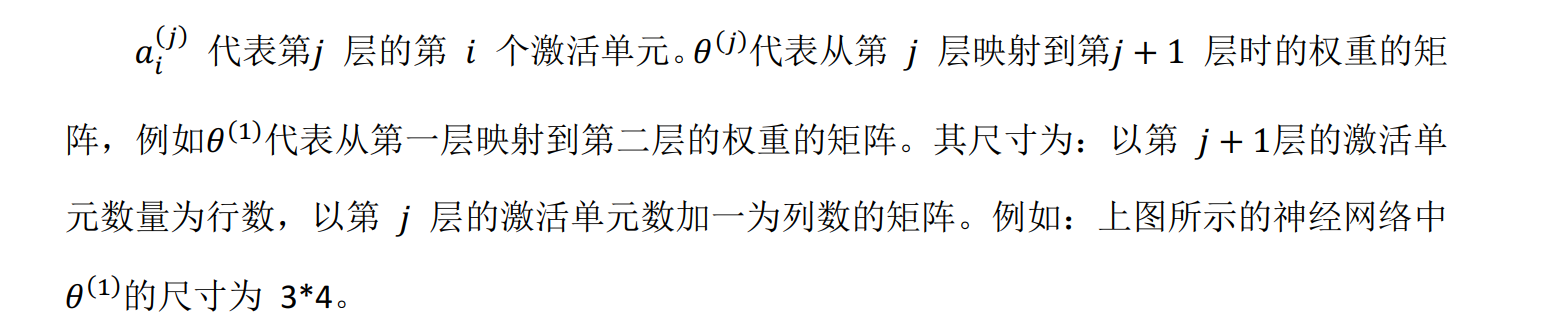 $a_i^{(j)}$ 代表第$j$ 层的第 $i$ 个激活单元。$\theta^{(j)}$代表从第 $j$ 层映射到第$j+1$ 层时的权重的矩
阵，例如$\theta^{(1)}$代表从第一层映射到第二层的权重的矩阵。其尺寸为：以第 $j+1$层的激活单
元数量为行数，以第 $j$ 层的激活单元数加一为列数的矩阵。例如：上图所示的神经网络中
$\theta^{(1)}$的尺寸为 3*4。